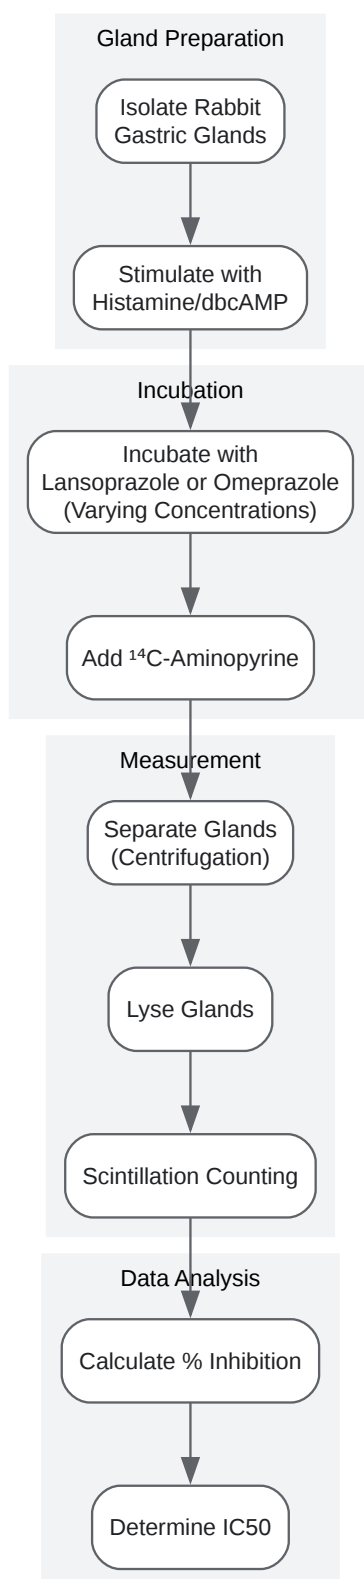 Gland Preparation
Isolate Rabbit
Gastric Glands
Stimulate with
Histamine/dbcAMP
Incubation
Incubate with
Lansoprazole or Omeprazole
(Varying Concentrations)
Add ¹⁴C-Aminopyrine
Measurement
Separate Glands
(Centrifugation)
Lyse Glands
Scintillation Counting
Data Analysis
Calculate % Inhibition
Determine IC50